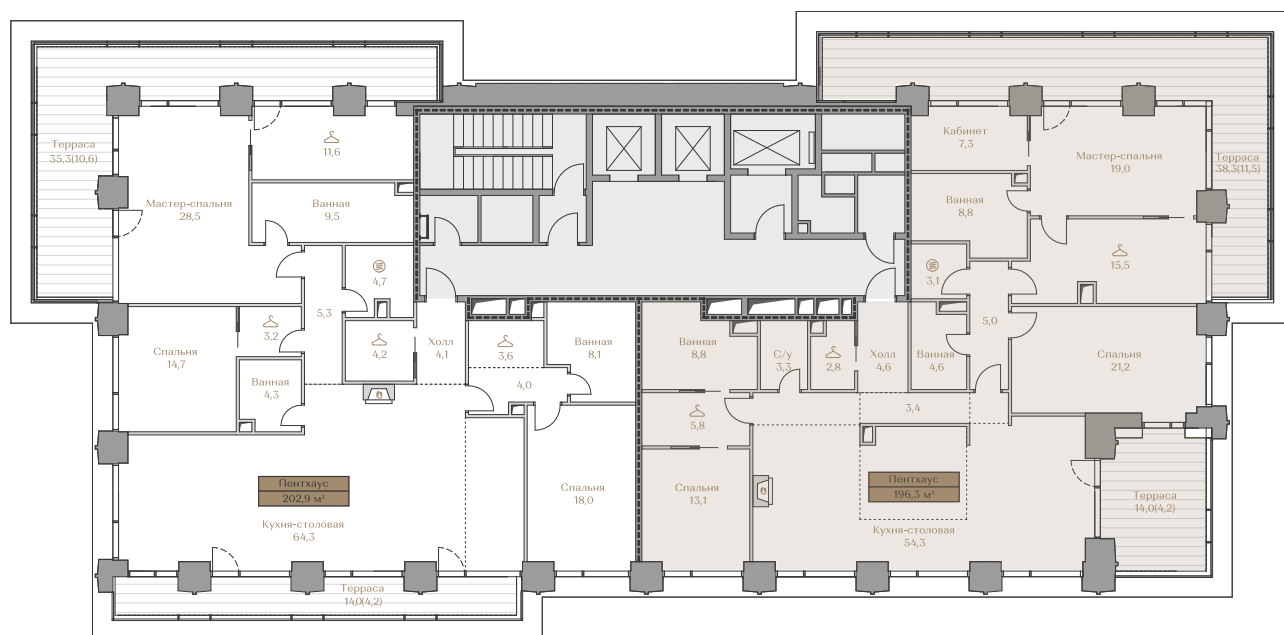 Терраса
35,3(10,6)
11,6
Мастер-спальня
28,5
Ванная
9,5
4,7
5,3
3,2
Спальня
14,7
4,2
Холл
4,1
3,6
Ванная
8,1
Ванная
4,3
4,0
Пентхаус
202,9 м²
Кухня-столовая
64,3
Спальня
18,0
Терраса
14,0(4,2)
Кабинет
7,3
Мастер-спальня
19,0
Терраса
38,3(11,5)
Ванная
8,8
15,5
3,1
5,0
Ванная
8,8
С/у
3,3
2,8
Холл
4,6
Ванная
4,6
Спальня
21,2
3,4
5,8
Спальня
13,1
Пентхаус
196,3 м²
Кухня-столовая
54,3
Терраса
14,0(4,2)